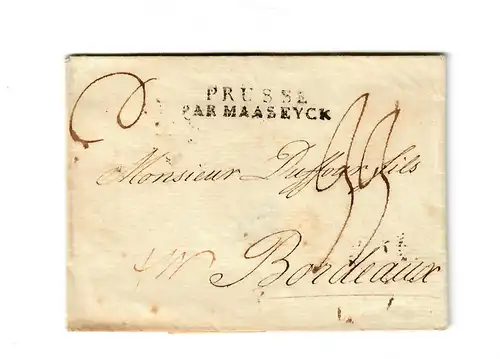 PRUSSE
PAR MAASEYCK
Monsieur Duffour fils
Bordeaux